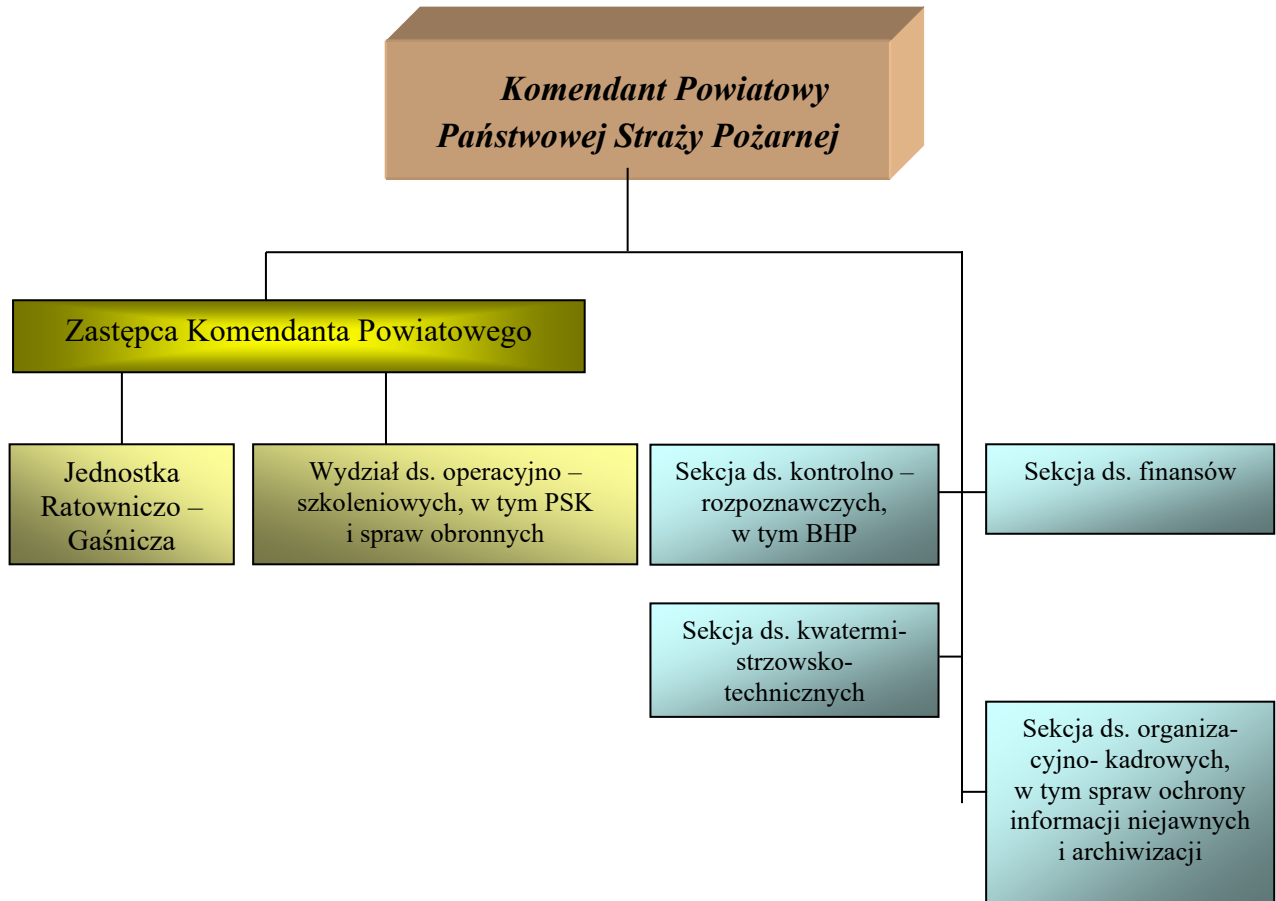 Komendant Powiatowy
Państwowej Straży Pożarnej
Zastępca Komendanta Powiatowego
Jednostka
Ratowniczo –
Gaśnicza
Wydział ds. operacyjno –
szkoleniowych, w tym PSK
i spraw obronnych
Sekcja ds. kontrolno –
rozpoznawczych,
w tym BHP
Sekcja ds. finansów
Sekcja ds. kwatermi-
strzowsko-
technicznych
Sekcja ds. organiza-
cyjno- kadrowych,
w tym spraw ochrony
informacji niejawnych
i archiwizacji